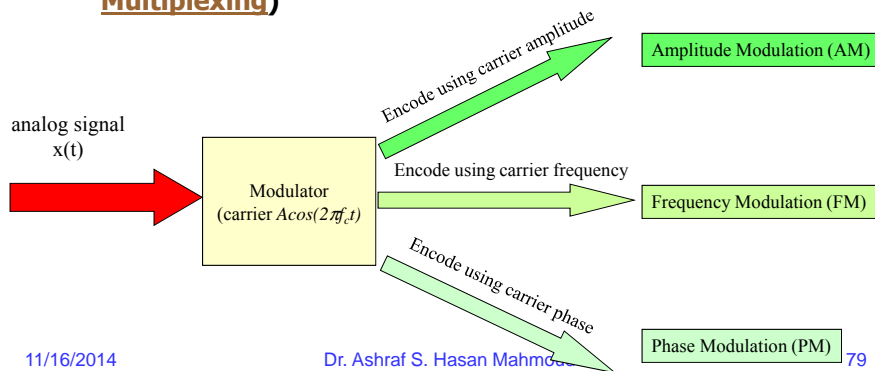 Multiplexing)
Encode using carrier amplitude
Amplitude Modulation (AM)
analog signal
x(t)
Encode using carrier frequency
Modulator
(carrier Acos(2πf_ct)
Frequency Modulation (FM)
Encode using carrier phase
Phase Modulation (PM)
11/16/2014
Dr. Ashraf S. Hasan
79